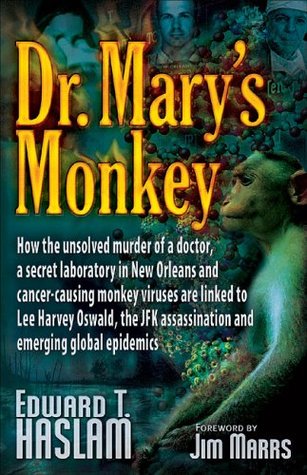 Dr. Mary's
Monkey
How the unsolved murder of a doctor,
a secret laboratory in New Orleans and
cancer-causing monkey viruses are linked to
Lee Harvey Oswald, the JFK assassination and
emerging global epidemics
EDWARD T.
HASLAM
FOREWORD BY
JIM MARRS